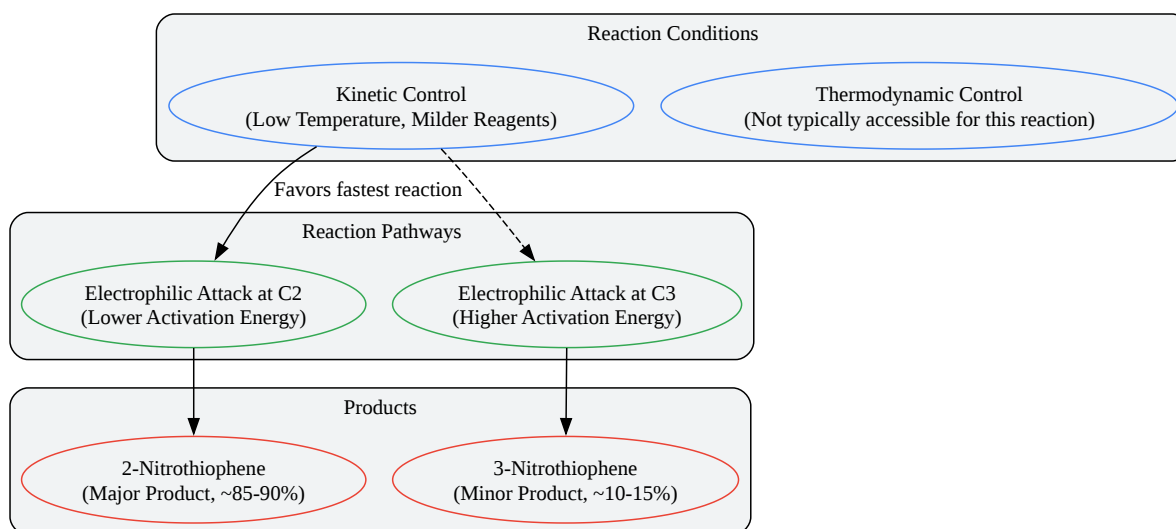 Reaction Conditions
Kinetic Control
(Low Temperature, Milder Reagents)
Thermodynamic Control
(Not typically accessible for this reaction)
Favors fastest reaction
Reaction Pathways
Electrophilic Attack at C2
(Lower Activation Energy)
Electrophilic Attack at C3
(Higher Activation Energy)
Products
2-Nitrothiophene
(Major Product, ~85-90%)
3-Nitrothiophene
(Minor Product, ~10-15%)